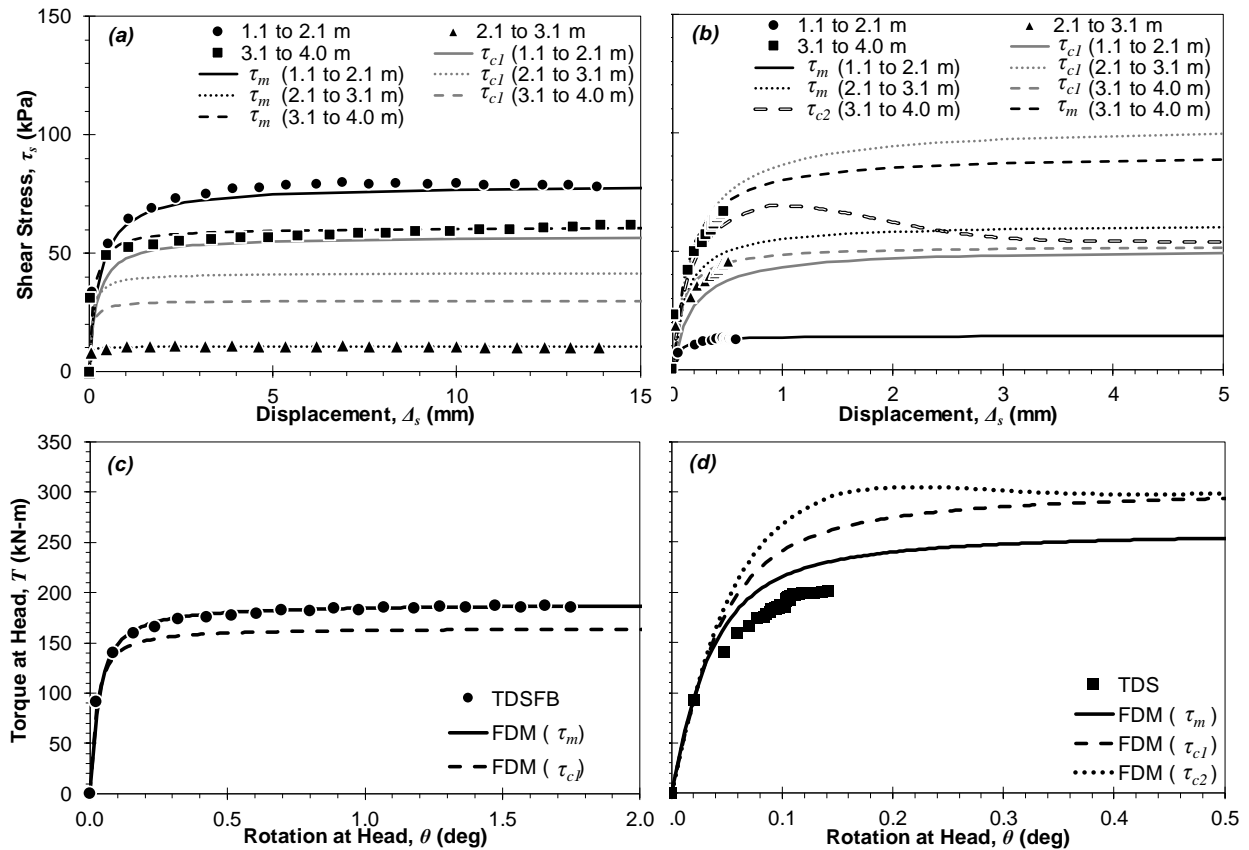 (a)
1.1 to 2.1 m
2.1 to 3.1 m
3.1 to 4.0 m
τc1 (1.1 to 2.1 m)
τm (1.1 to 2.1 m)
τc1 (2.1 to 3.1 m)
τm (2.1 to 3.1 m)
τc1 (3.1 to 4.0 m)
τm (3.1 to 4.0 m)
Shear Stress, τs (kPa)
150
100
50
0
0 5 10 15
Displacement, Δs (mm)
(b)
1.1 to 2.1 m
2.1 to 3.1 m
3.1 to 4.0 m
τc1 (1.1 to 2.1 m)
τm (1.1 to 2.1 m)
τc1 (2.1 to 3.1 m)
τm (2.1 to 3.1 m)
τc1 (3.1 to 4.0 m)
τc2 (3.1 to 4.0 m)
τm (3.1 to 4.0 m)
0 1 2 3 4 5
Displacement, Δs (mm)
(c)
Torque at Head, T (kN-m)
350
300
250
200
150
100
50
0
TDSFB
FDM ( τm)
FDM ( τc1)
0.0 0.5 1.0 1.5 2.0
Rotation at Head, θ (deg)
(d)
TDS
FDM ( τm)
FDM ( τc1)
FDM ( τc2)
.0 0.1 0.2 0.3 0.4 0.5
Rotation at Head, θ (deg)